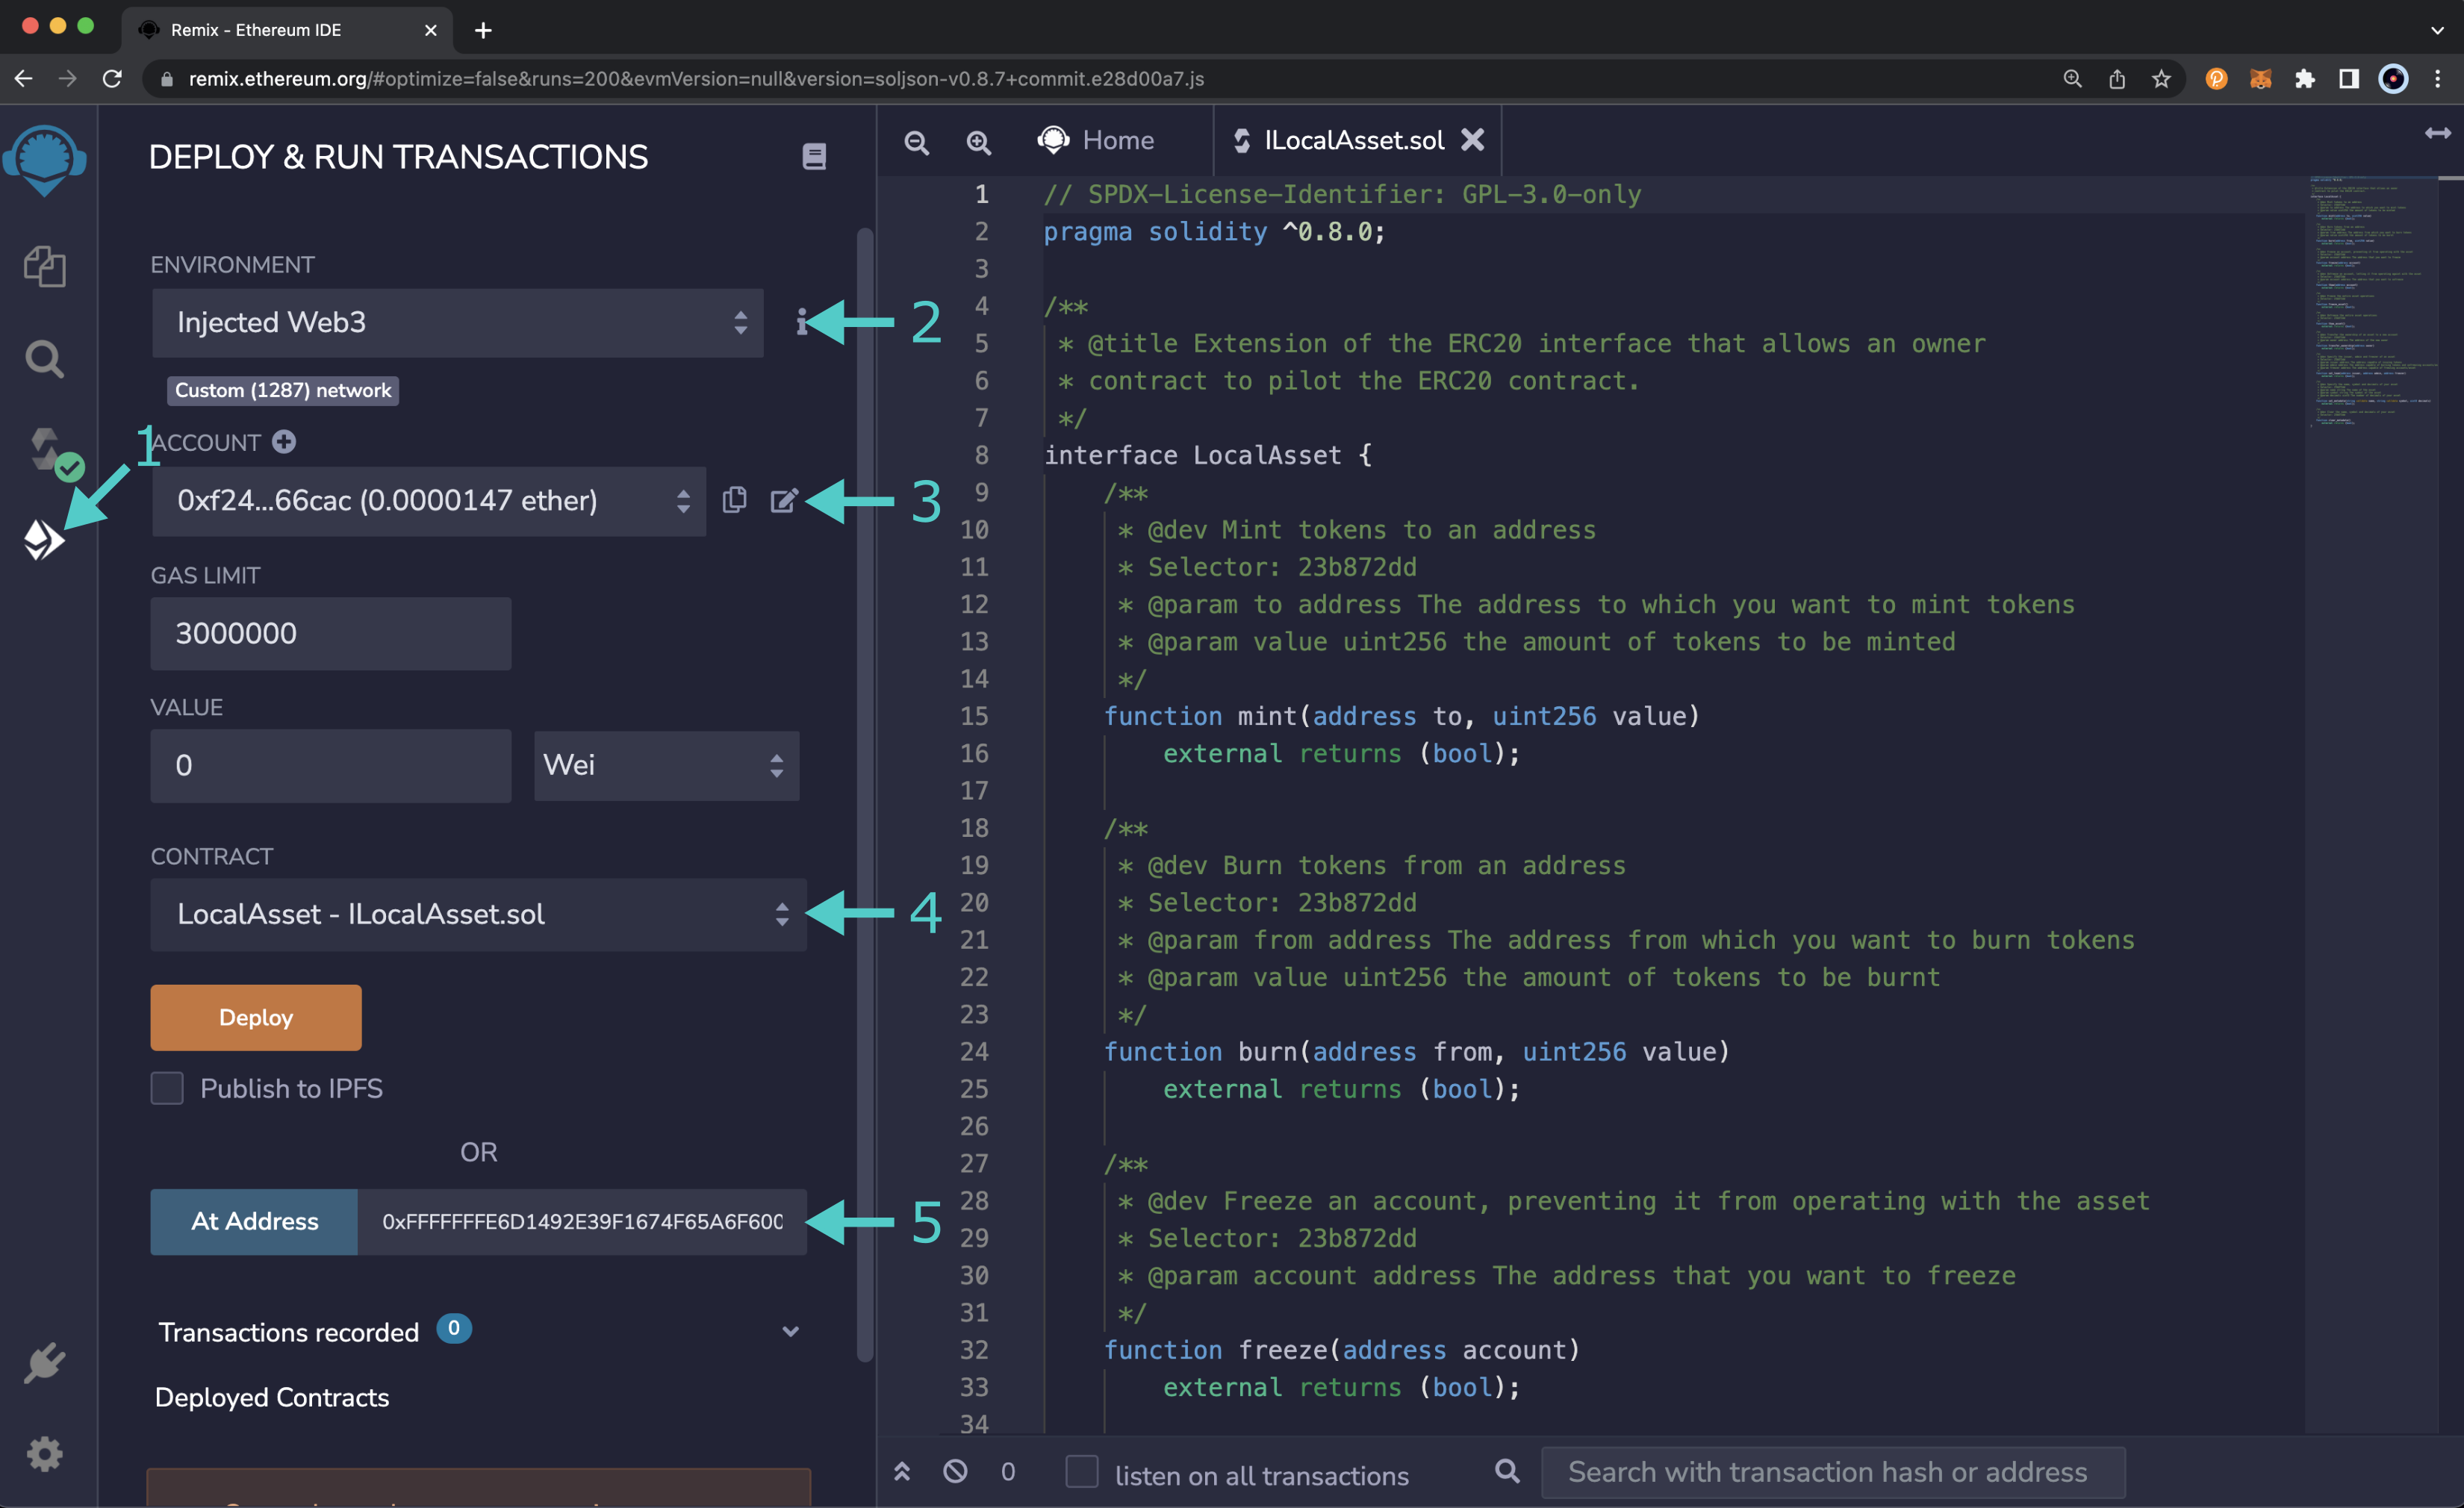 Remix - Ethereum IDE
remix.ethereum.org/#optimize=false&runs=200&evmVersion=null&version=soljson-v0.8.7+commit.e28d00a7.js
DEPLOY & RUN TRANSACTIONS
ENVIRONMENT
Injected Web3
2
Custom (1287) network
1
ACCOUNT
0xf24...66cac (0.0000147 ether)
3
GAS LIMIT
3000000
VALUE
0
Wei
CONTRACT
LocalAsset - ILocalAsset.sol
4
Deploy
Publish to IPFS
OR
At Address
0xFFFFFFFE6D1492E39F1674F65A6F600
5
Transactions recorded 0
Deployed Contracts
Home
ILocalAsset.sol
1 // SPDX-License-Identifier: GPL-3.0-only
2 pragma solidity ^0.8.0;
3
4 /**
5 * @title Extension of the ERC20 interface that allows an owner
6 * contract to pilot the ERC20 contract.
7 */
8 interface LocalAsset {
9 /**
10 * @dev Mint tokens to an address
11 * Selector: 23b872dd
12 * @param to address The address to which you want to mint tokens
13 * @param value uint256 the amount of tokens to be minted
14 */
15 function mint(address to, uint256 value)
16 external returns (bool);
17
18 /**
19 * @dev Burn tokens from an address
20 * Selector: 23b872dd
21 * @param from address The address from which you want to burn tokens
22 * @param value uint256 the amount of tokens to be burnt
23 */
24 function burn(address from, uint256 value)
25 external returns (bool);
26
27 /**
28 * @dev Freeze an account, preventing it from operating with the asset
29 * Selector: 23b872dd
30 * @param account address The address that you want to freeze
31 */
32 function freeze(address account)
33 external returns (bool);
34
0
listen on all transactions
Search with transaction hash or address